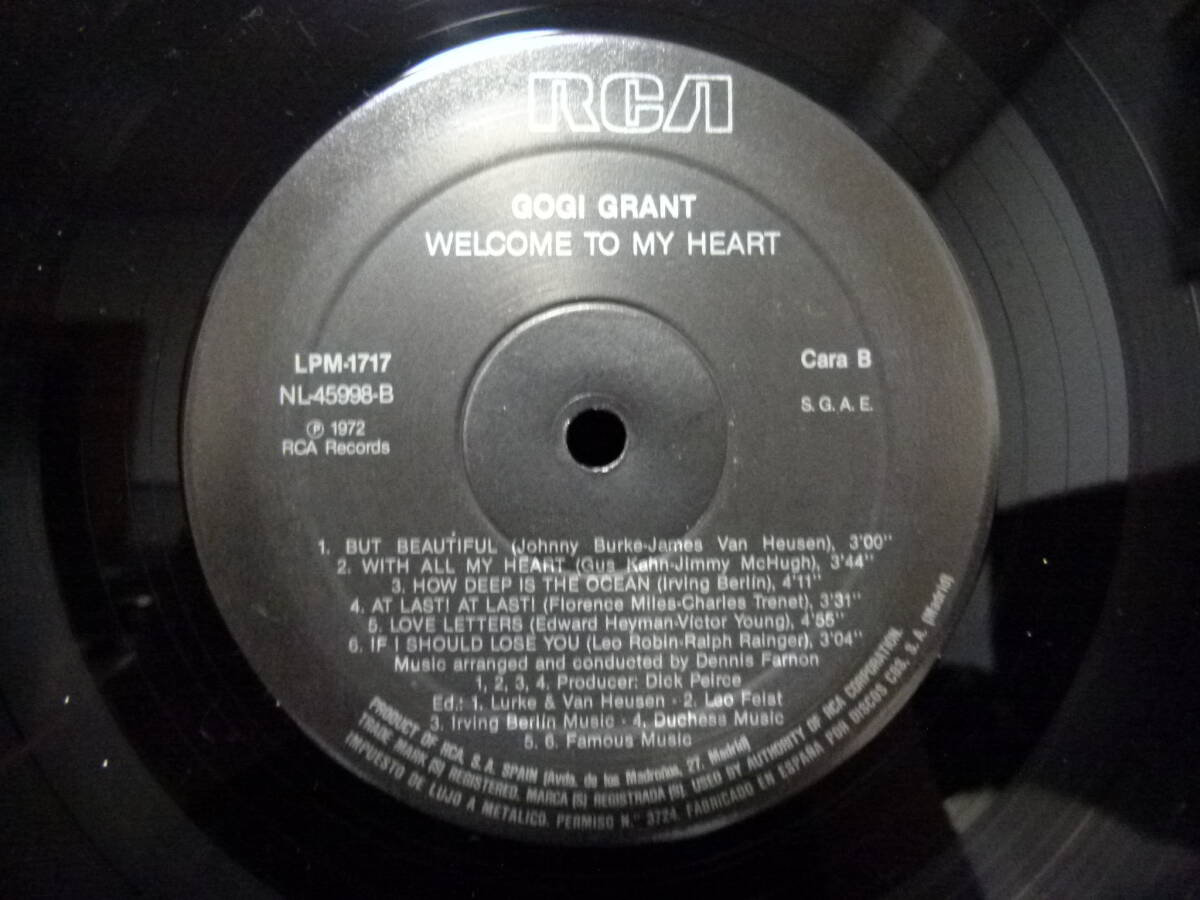 RCA
GOGI GRANT
WELCOME TO MY HEART
LPM-1717
NL-45998-B
Ⓟ 1972
RCA Records
Cara B
S. G. A. E.
1. BUT BEAUTIFUL (Johnny Burke-James Van Heusen), 3'00"
2. WITH ALL MY HEART (Gus Kahn-Jimmy McHugh), 3'44"
3. HOW DEEP IS THE OCEAN (Irving Berlin), 4'11"
4. AT LAST! AT LAST! (Florence Miles-Charles Trenet), 3'31"
5. LOVE LETTERS (Edward Heyman-Victor Young), 4'55"
6. IF I SHOULD LOSE YOU (Leo Robin-Ralph Rainger), 3'04"
Music arranged and conducted by Dennis Farnon
1, 2, 3, 4, Producer: Dick Peirce
Ed.: 1. Lurke & Van Heusen - 2. Leo Feist
3. Irving Berlin Music - 4. Duchess Music
5. 6. Famous Music
PRODUCT OF RCA, S. A. SPAIN (Avda. de los Madroños, 27. Madrid)
TRADE MARK (S) REGISTERED. MARCA (S) REGISTRADA (S). USED BY AUTHORITY OF RCA CORPORATION.
IMPUESTO DE LUJO A METALICO. PERMISO N.º 3724. FABRICADO EN ESPAÑA POR DISCOS CBS, S. A. (Madrid)